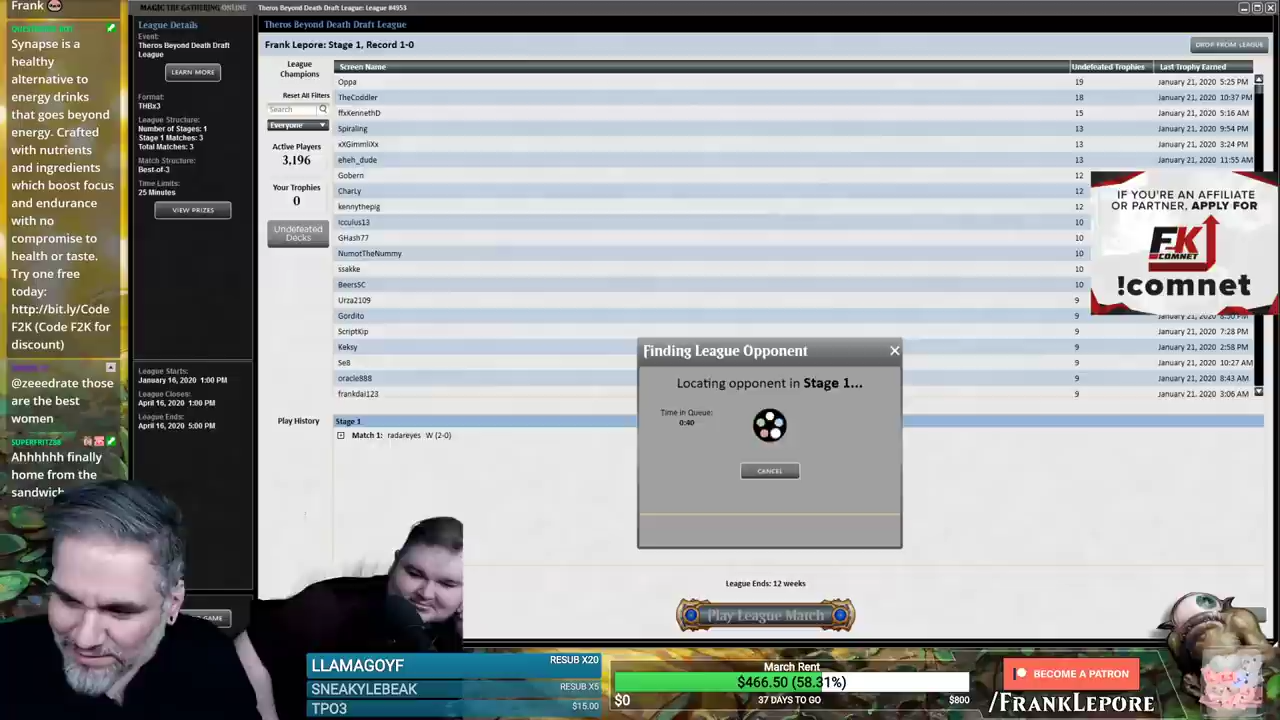 Frank
Synapse is a
healthy
alternative to
energy drinks
that goes beyond
energy. Crafted
with nutrients
and ingredients
which boost focus
and endurance
with no
compromise to
health or taste.
Try one free
today:
http://bit.ly/Code
F2K (Code F2K for
discount)
@zeeedrate those
are the best
women
SUPERFRITZ88
Ahhhhhh finally
home from the
sandwich
MAGIC THE GATHERING ONLINE
Theros Beyond Death Draft League: League #4953
League Details
Event:
Theros Beyond Death Draft
League
LEARN MORE
Format:
THBx3
League Structure:
Number of Stages: 1
Stage 1 Matches: 3
Total Matches: 3
Match Structure:
Best-of-3
Time Limits:
25 Minutes
VIEW PRIZES
League Starts:
January 16, 2020 1:00 PM
League Closes:
April 16, 2020 1:00 PM
League Ends:
April 16, 2020 5:00 PM
GAME
Theros Beyond Death Draft League
Frank Lepore: Stage 1, Record 1-0
DROP FROM LEAGUE
League
Champions
Reset All Filters
Search
Everyone
Active Players
3,196
Your Trophies
0
Undefeated
Decks
Screen Name Undefeated Trophies Last Trophy Earned
Oppa 19 January 21, 2020 5:25 PM
TheCoddler 18 January 21, 2020 10:37 PM
ffxKennethD 15 January 21, 2020 5:16 AM
Spiraling 13 January 21, 2020 9:54 PM
xXGimmliXx 13 January 21, 2020 3:24 PM
eheh_dude 13 January 21, 2020 11:55 AM
Gobern 12
CharLy 12
kennythepig 12
Icculus13 10
GHash77 10
NumotTheNummy 10
ssakke 10
BeersSC 10
Urza2109 9
Gordito 9 January 21, 2020 8:50 PM
ScriptKip 9 January 21, 2020 7:28 PM
Keksy 9 January 21, 2020 2:58 PM
Se8 9 January 21, 2020 10:27 AM
oracle888 9 January 21, 2020 8:43 AM
frankdai123 9 January 21, 2020 3:06 AM
IF YOU'RE AN AFFILIATE
OR PARTNER, APPLY FOR
F2K
COMNET
!comnet
Finding League Opponent
Locating opponent in Stage 1...
Time in Queue:
0:40
CANCEL
Play History
Stage 1
Match 1: radareyes W (2-0)
League Ends: 12 weeks
Play League Match
LLAMAGOYF RESUB X20
SNEAKYLEBEAK RESUB X5
TPO3 $15.00
March Rent
$466.50 (58.31%)
$0 37 DAYS TO GO $800
BECOME A PATRON
/FRANKLEPORE